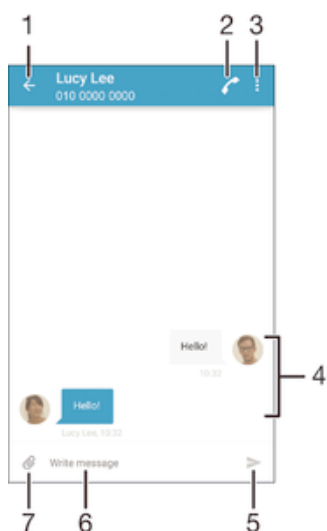 1 2 3
Lucy Lee
010 0000 0000
Hello!
10:32
4
Hello!
Lucy Lee, 10:32
Write message
7 6 5